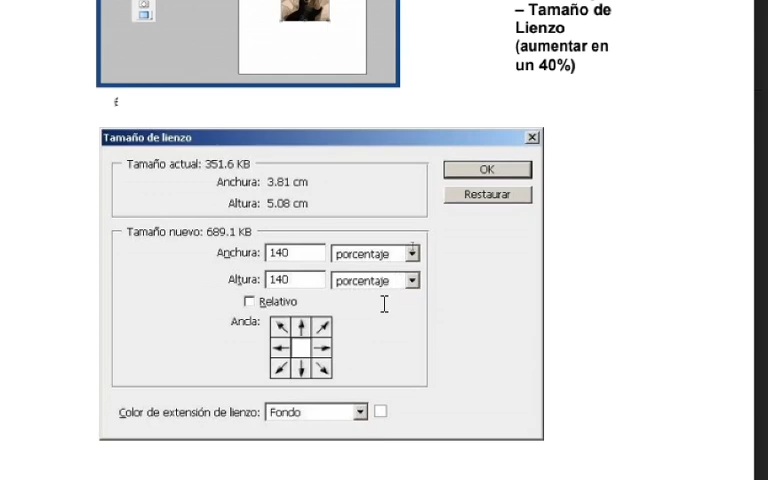 – Tamaño de
Lienzo
(aumentar en
un 40%)
Tamaño de lienzo
Tamaño actual: 351.6 KB
Anchura: 3.81 cm
Altura: 5.08 cm
OK
Restaurar
Tamaño nuevo: 689.1 KB
Anchura: 140 porcentaje
Altura: 140 porcentaje
Relativo
Ancla:
Color de extensión de lienzo: Fondo